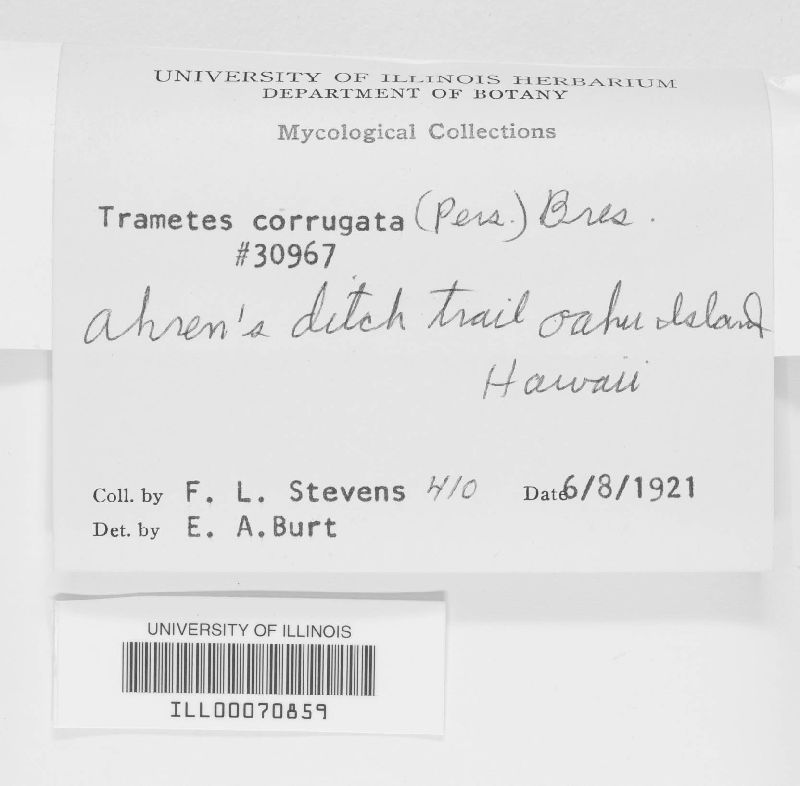 UNIVERSITY OF ILLINOIS HERBARIUM
DEPARTMENT OF BOTANY
Mycological Collections
Trametes corrugata (Pers.) Bres.
#30967
Ahren's ditch trail Oahu Island
Hawaii
Coll. by F. L. Stevens 410 Date 6/8/1921
Det. by E. A. Burt
UNIVERSITY OF ILLINOIS
ILL00070859